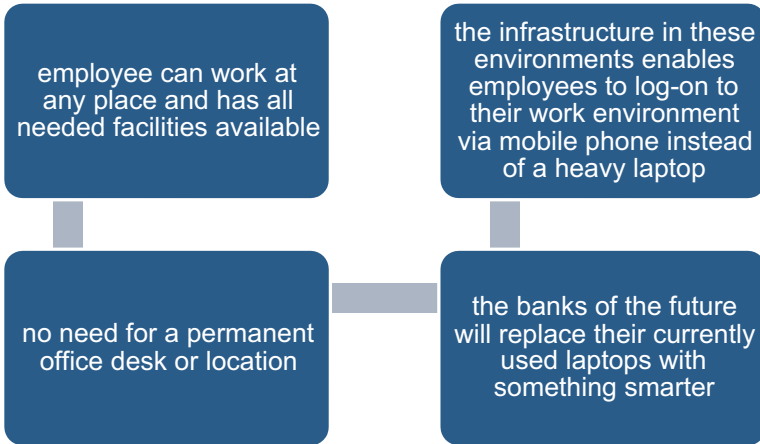 employee can work at
any place and has all
needed facilities available
no need for a permanent
office desk or location
the banks of the future
will replace their currently
used laptops with
something smarter
the infrastructure in these
environments enables
employees to log-on to
their work environment
via mobile phone instead
of a heavy laptop